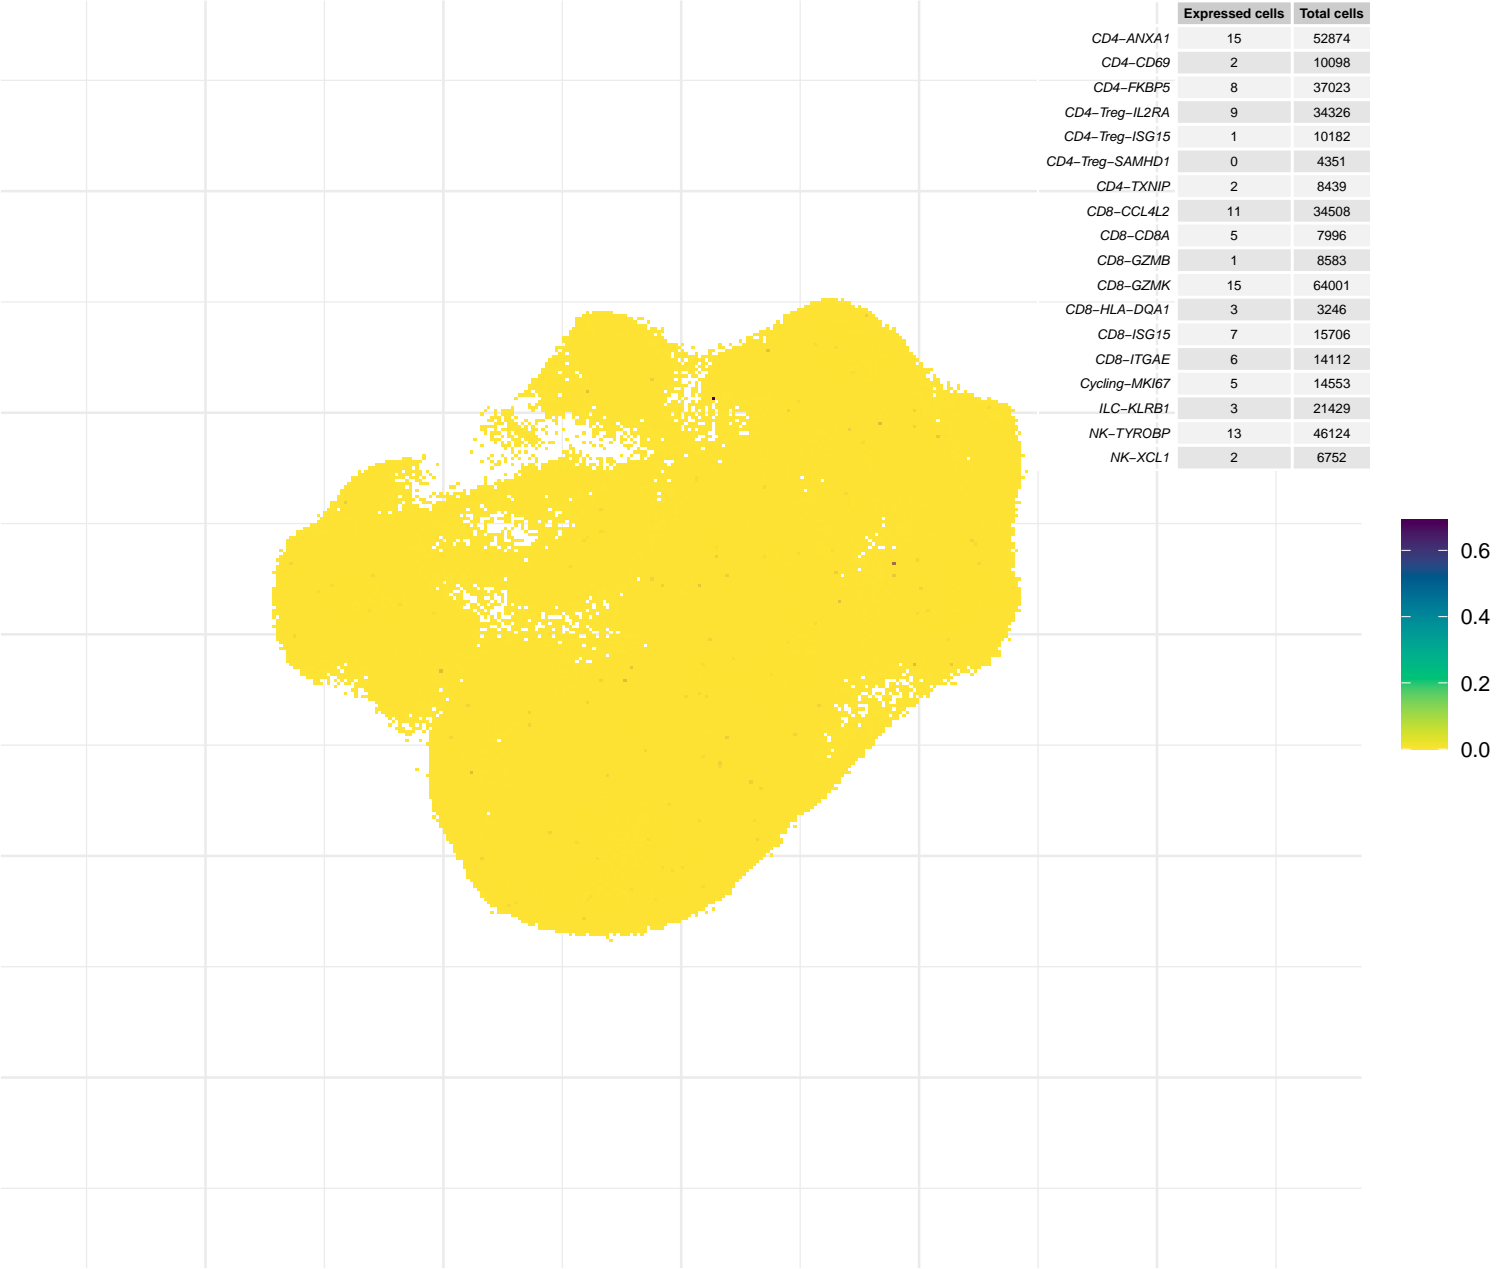 Expressed cells Total cells
CD4−ANXA1 15 52874
CD4−CD69 2 10098
CD4−FKBP5 8 37023
CD4−Treg−IL2RA 9 34326
CD4−Treg−ISG15 1 10182
CD4−Treg−SAMHD1 0 4351
CD4−TXNIP 2 8439
CD8−CCL4L2 11 34508
CD8−CD8A 5 7996
CD8−GZMB 1 8583
CD8−GZMK 15 64001
CD8−HLA−DQA1 3 3246
CD8−ISG15 7 15706
CD8−ITGAE 6 14112
Cycling−MKI67 5 14553
ILC−KLRB1 3 21429
NK−TYROBP 13 46124
NK−XCL1 2 6752
0.6
0.4
0.2
0.0